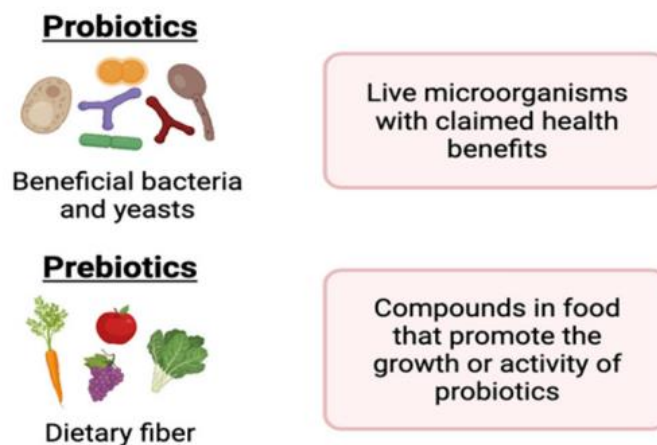 Probiotics
Beneficial bacteria
and yeasts
Live microorganisms
with claimed health
benefits
Prebiotics
Dietary fiber
Compounds in food
that promote the
growth or activity of
probiotics